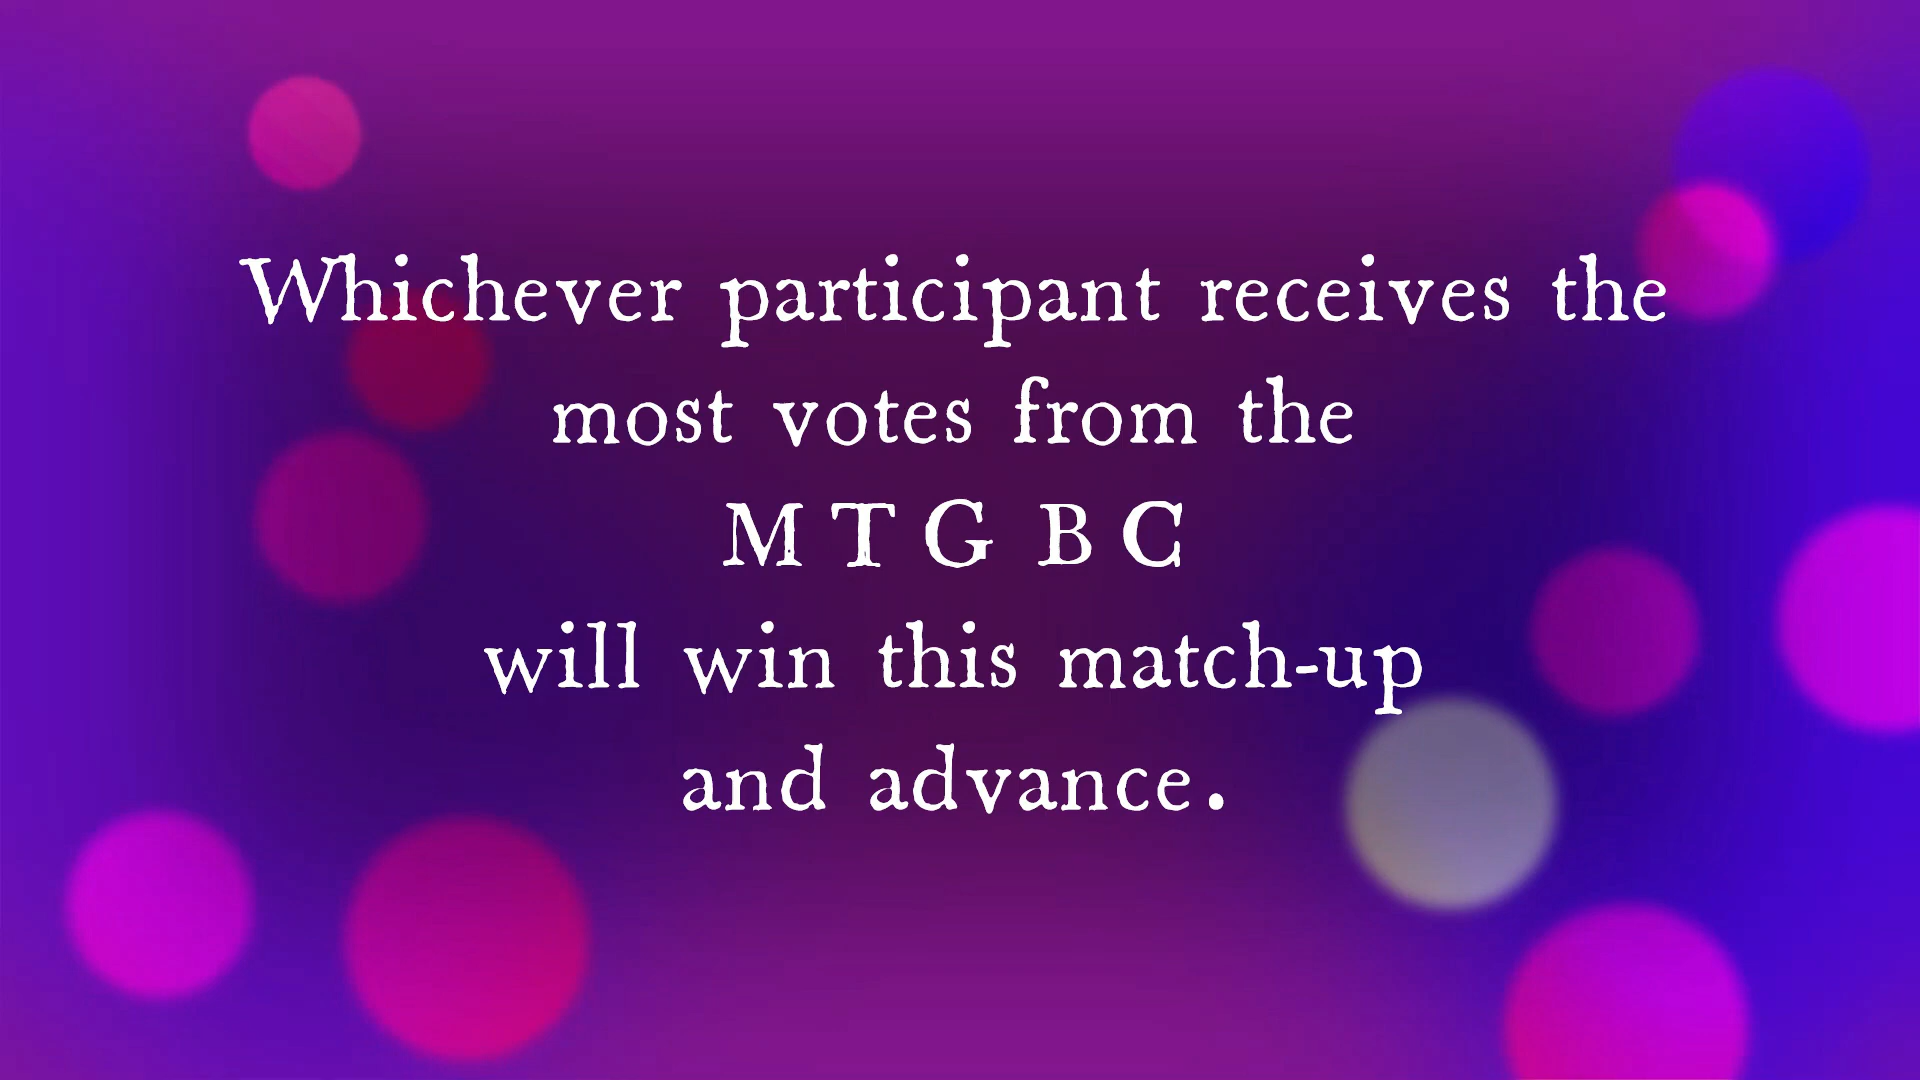 Whichever participant receives the
most votes from the
M T G B C
will win this match-up
and advance.